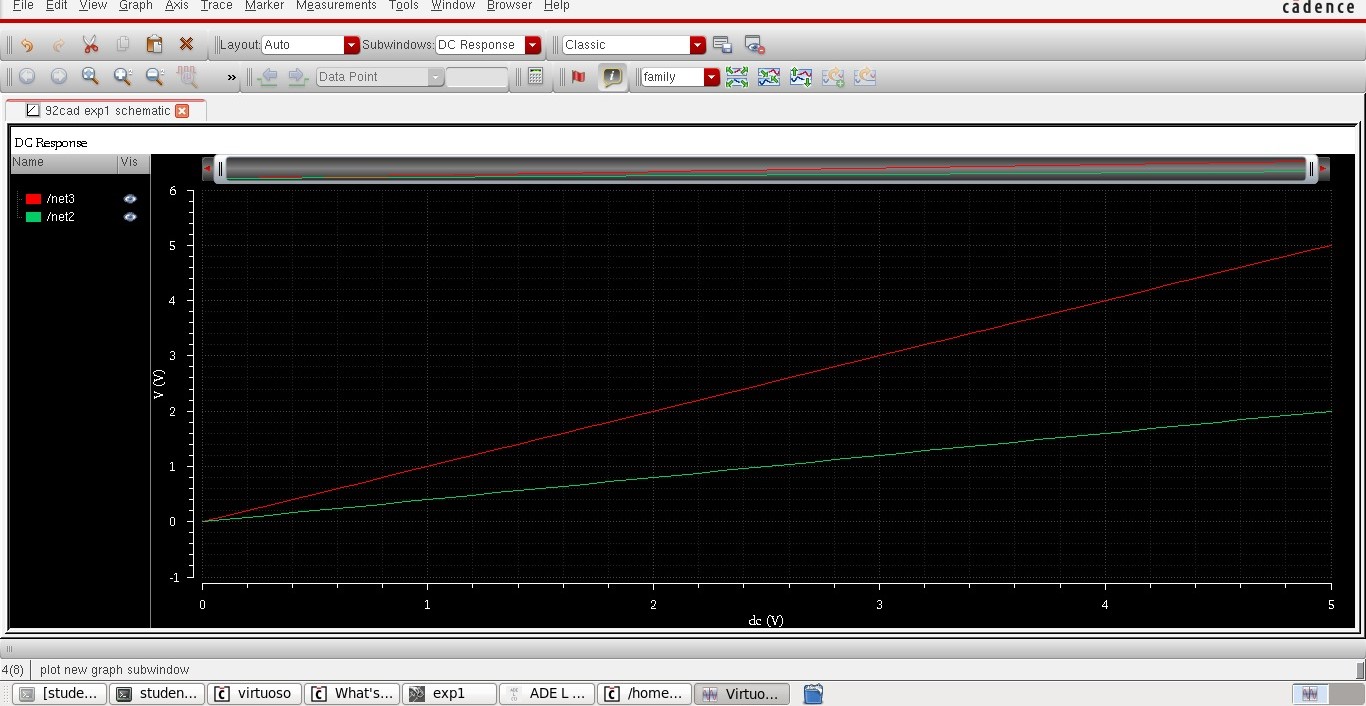 File Edit View Graph Axis Trace Marker Measurements Tools Window Browser Help
cādence
Layout: Auto Subwindows: DC Response Classic
» Data Point family
92cad exp1 schematic
DC Response
Name Vis
/net3
/net2
6
5
4
3
2
1
0
-1
V (V)
0 1 2 3 4 5
dc (V)
4(8) plot new graph subwindow
[stude... studen... virtuoso What's... exp1 ADE L ... /home... Virtuo...